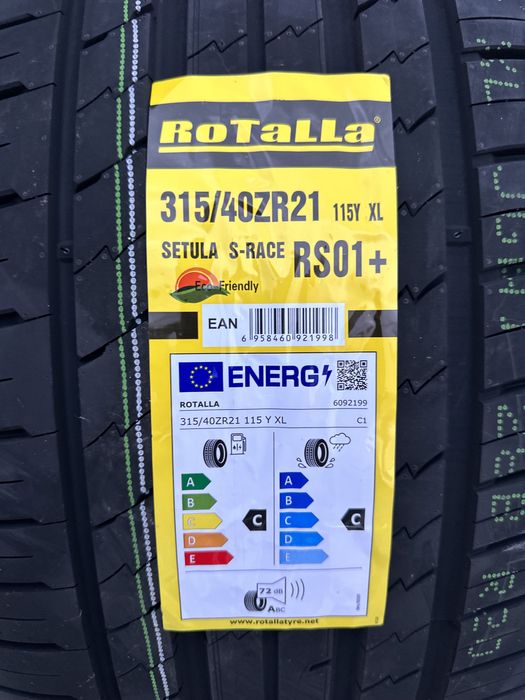 RoTaLLa®
315/40ZR21 115Y XL
SETULA S-RACE RS01+
Eco-Friendly
EAN
6 958460 921998
ENERG
ROTALLA 6092199
315/40ZR21 115 Y XL C1
A A
B B
C C C C
D D
E E
72 dB
ABC
www.rotallatyre.net